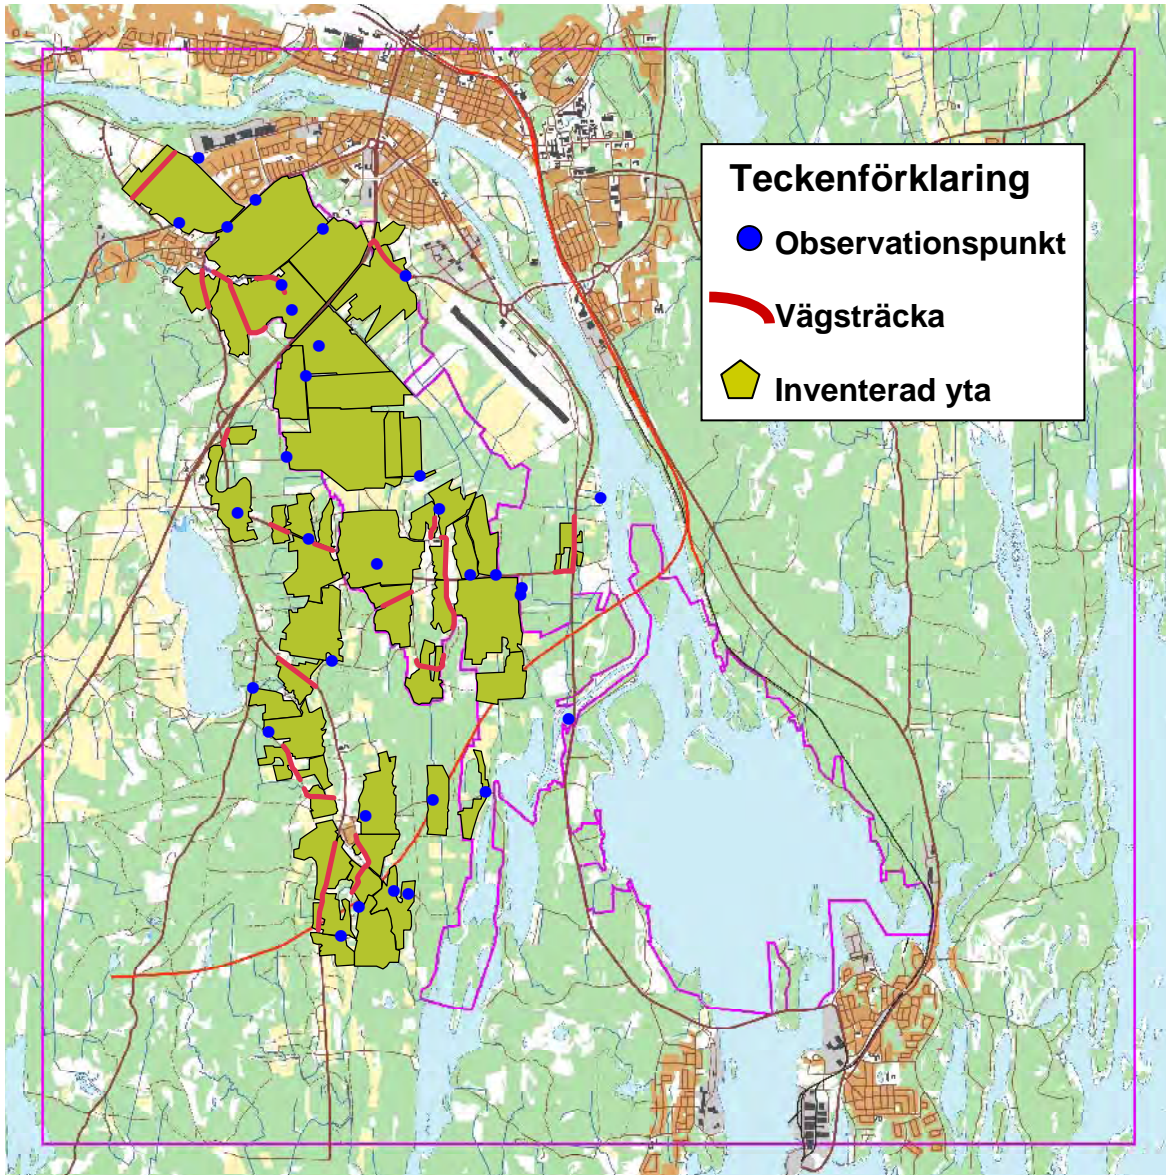 Teckenförklaring
Observationspunkt
Vägsträcka
Inventerad yta